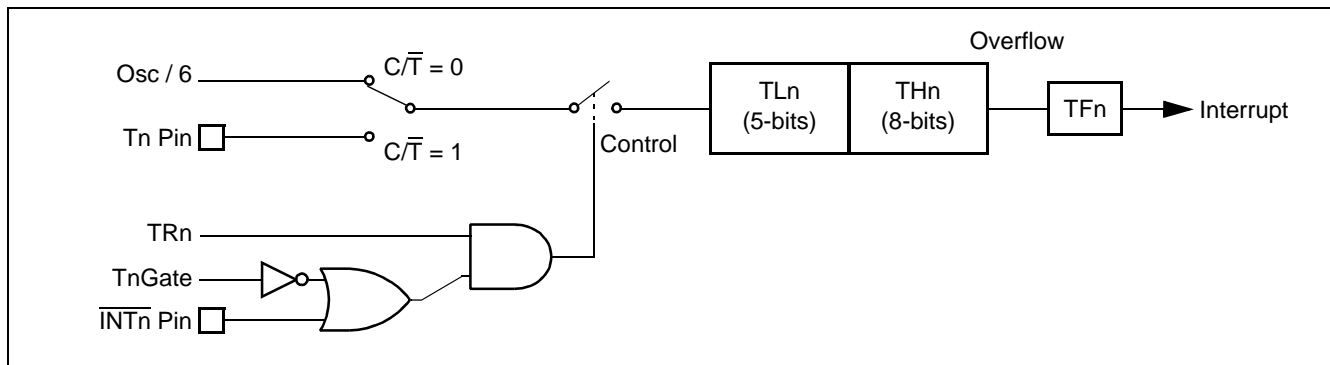 Overflow
Osc / 6
C/T̅ = 0
TLn
(5-bits)
THn
(8-bits)
TFn
Interrupt
Tn Pin
C/T̅ = 1
Control
TRn
TnGate
I̅N̅T̅n̅ Pin